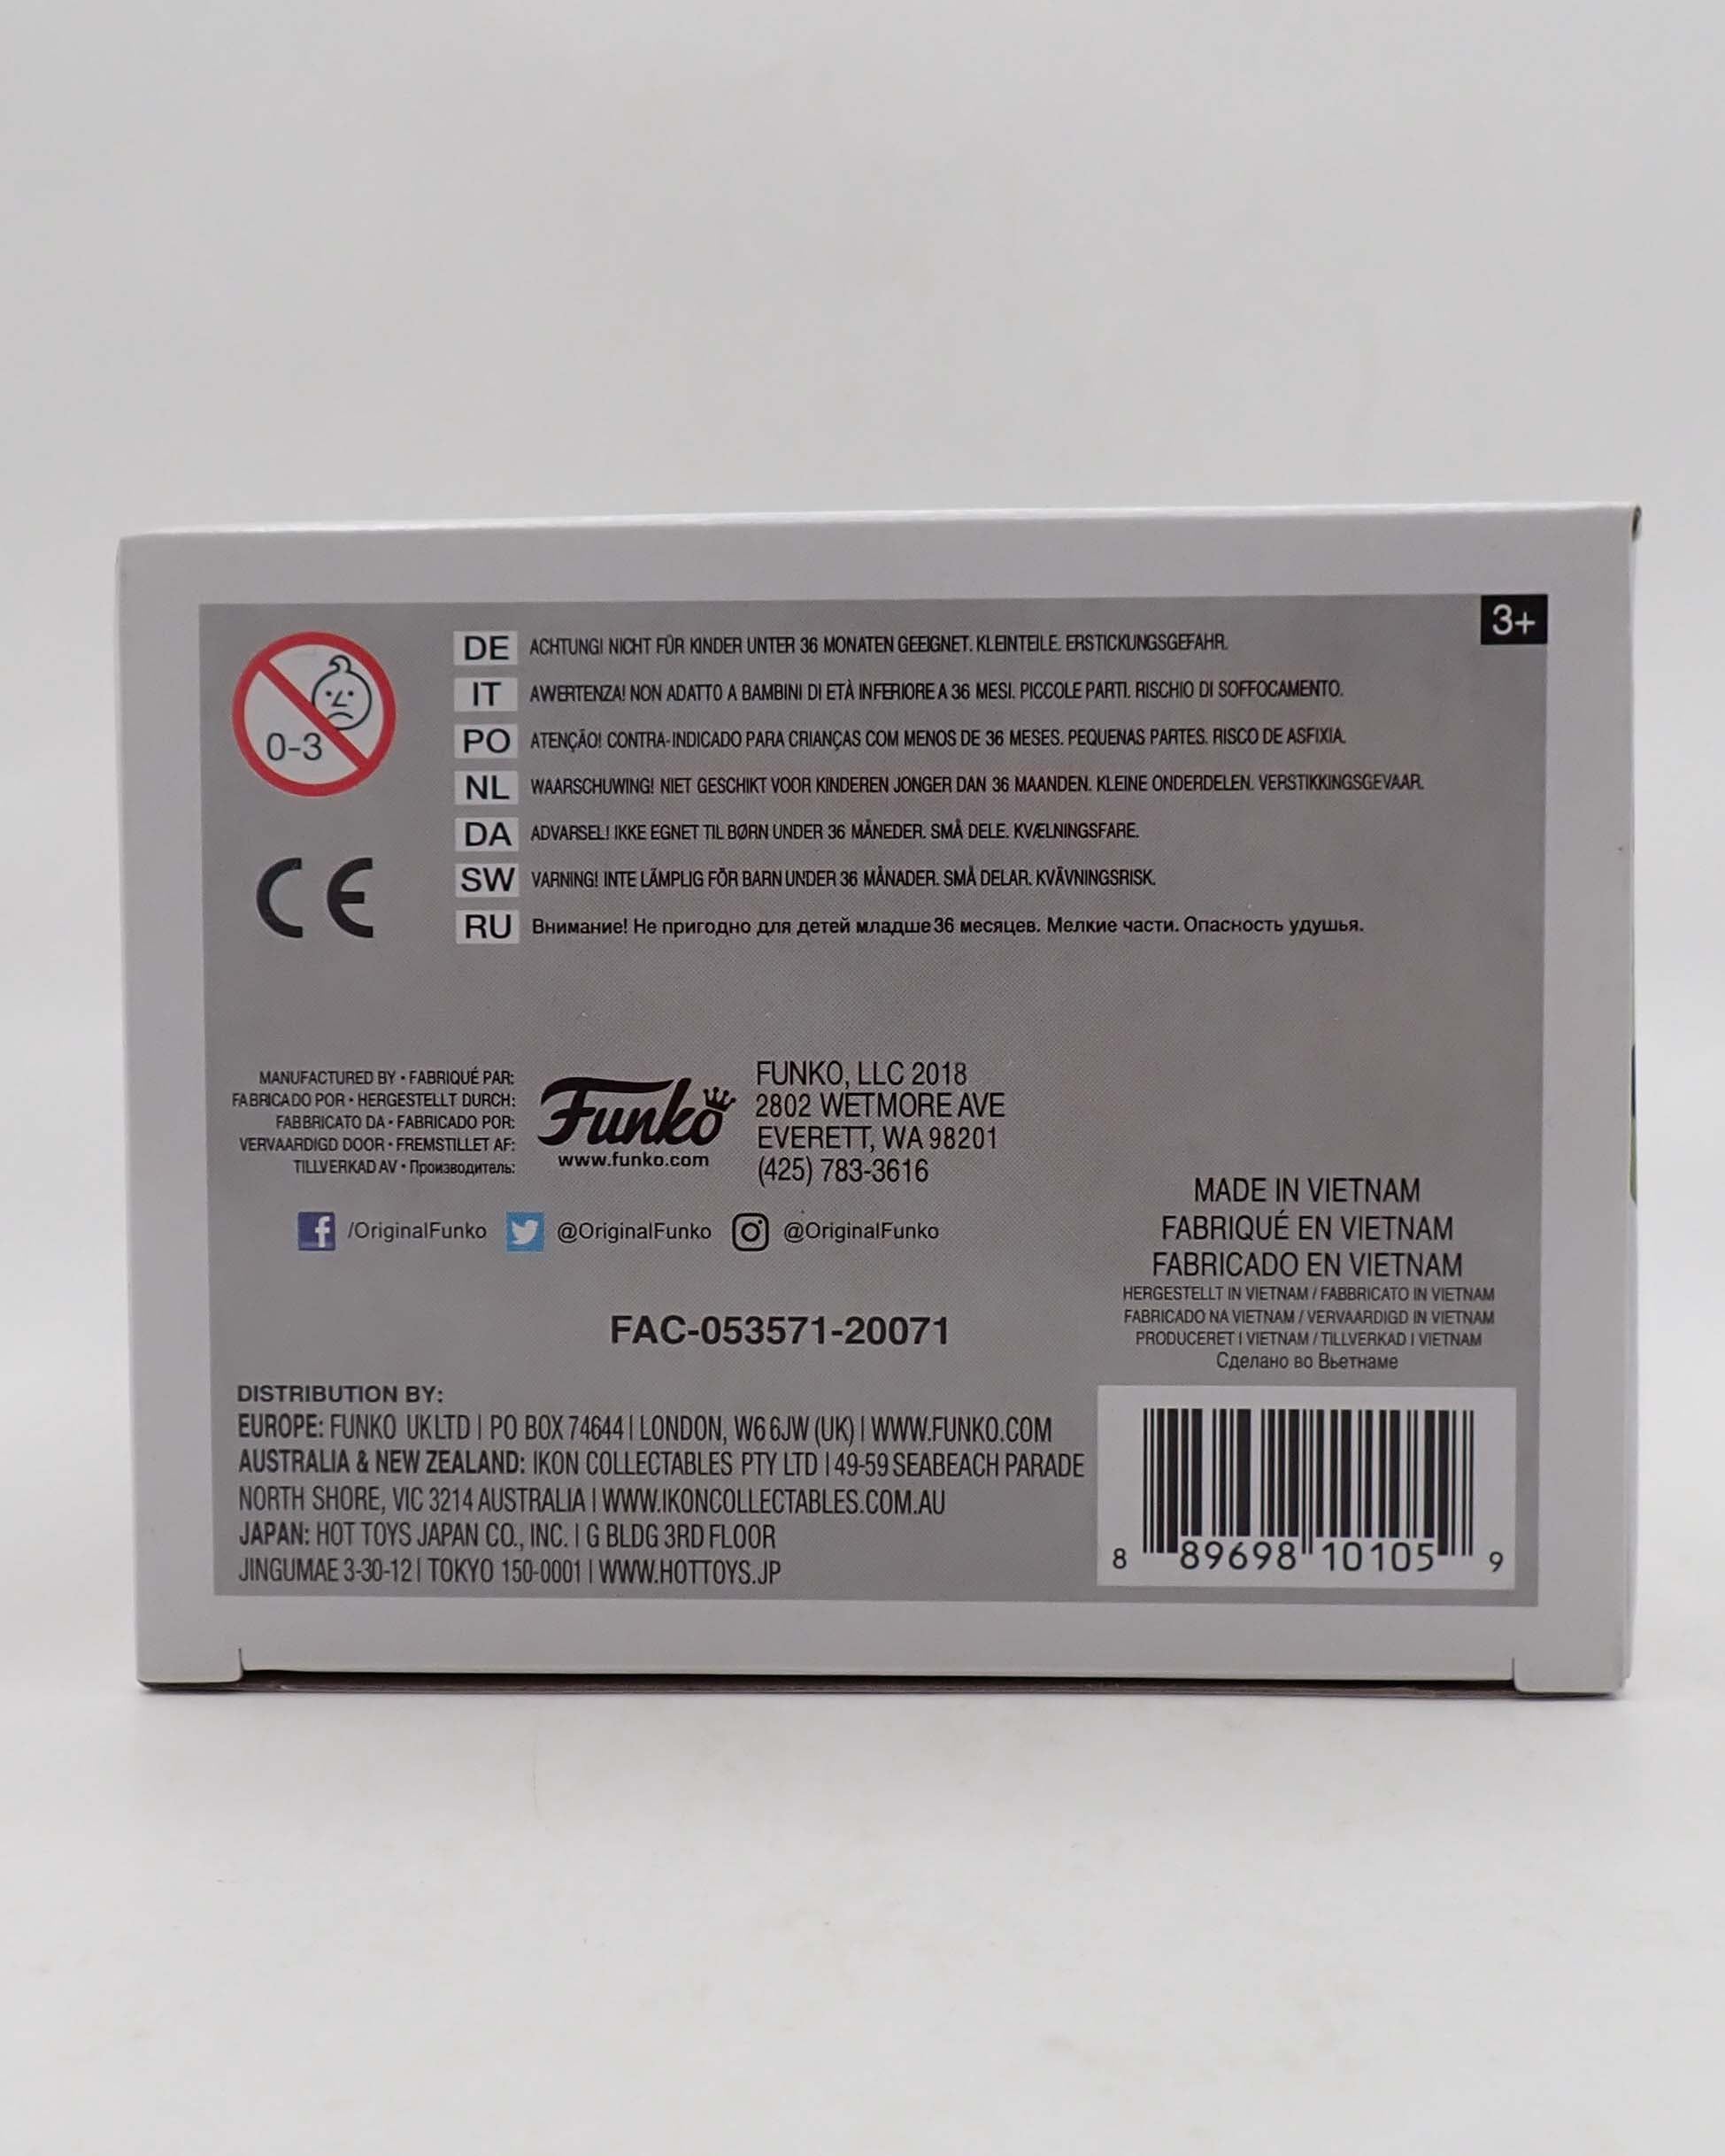 3+
0-3
DE ACHTUNG! NICHT FÜR KINDER UNTER 36 MONATEN GEEIGNET. KLEINTEILE. ERSTICKUNGSGEFAHR.
IT AWERTENZA! NON ADATTO A BAMBINI DI ETÀ INFERIORE A 36 MESI. PICCOLE PARTI. RISCHIO DI SOFFOCAMENTO.
PO ATENÇÃO! CONTRA-INDICADO PARA CRIANÇAS COM MENOS DE 36 MESES. PEQUENAS PARTES. RISCO DE ASFIXIA.
NL WAARSCHUWING! NIET GESCHIKT VOOR KINDEREN JONGER DAN 36 MAANDEN. KLEINE ONDERDELEN. VERSTIKKINGSGEVAAR.
DA ADVARSEL! IKKE EGNET TIL BØRN UNDER 36 MÅNEDER. SMÅ DELE. KVÆLNINGSFARE.
SW VARNING! INTE LÄMPLIG FÖR BARN UNDER 36 MÅNADER. SMÅ DELAR. KVÄVNINGSRISK.
RU Внимание! Не пригодно для детей младше 36 месяцев. Мелкие части. Опасность удушья.
CE
MANUFACTURED BY • FABRIQUÉ PAR:
FABRICADO POR • HERGESTELLT DURCH:
FABBRICATO DA • FABRICADO POR:
VERVAARDIGD DOOR • FREMSTILLET AF:
TILLVERKAD AV • Производитель:
Funko
www.funko.com
FUNKO, LLC 2018
2802 WETMORE AVE
EVERETT, WA 98201
(425) 783-3616
/OriginalFunko @OriginalFunko @OriginalFunko
MADE IN VIETNAM
FABRIQUÉ EN VIETNAM
FABRICADO EN VIETNAM
HERGESTELLT IN VIETNAM / FABBRICATO IN VIETNAM
FABRICADO NA VIETNAM / VERVAARDIGD IN VIETNAM
PRODUCERET I VIETNAM / TILLVERKAD I VIETNAM
Сделано во Вьетнаме
FAC-053571-20071
DISTRIBUTION BY:
EUROPE: FUNKO UK LTD | PO BOX 74644 | LONDON, W6 6JW (UK) | WWW.FUNKO.COM
AUSTRALIA & NEW ZEALAND: IKON COLLECTABLES PTY LTD | 49-59 SEABEACH PARADE
NORTH SHORE, VIC 3214 AUSTRALIA | WWW.IKONCOLLECTABLES.COM.AU
JAPAN: HOT TOYS JAPAN CO., INC. | G BLDG 3RD FLOOR
JINGUMAE 3-30-12 | TOKYO 150-0001 | WWW.HOTTOYS.JP
8 89698 10105 9